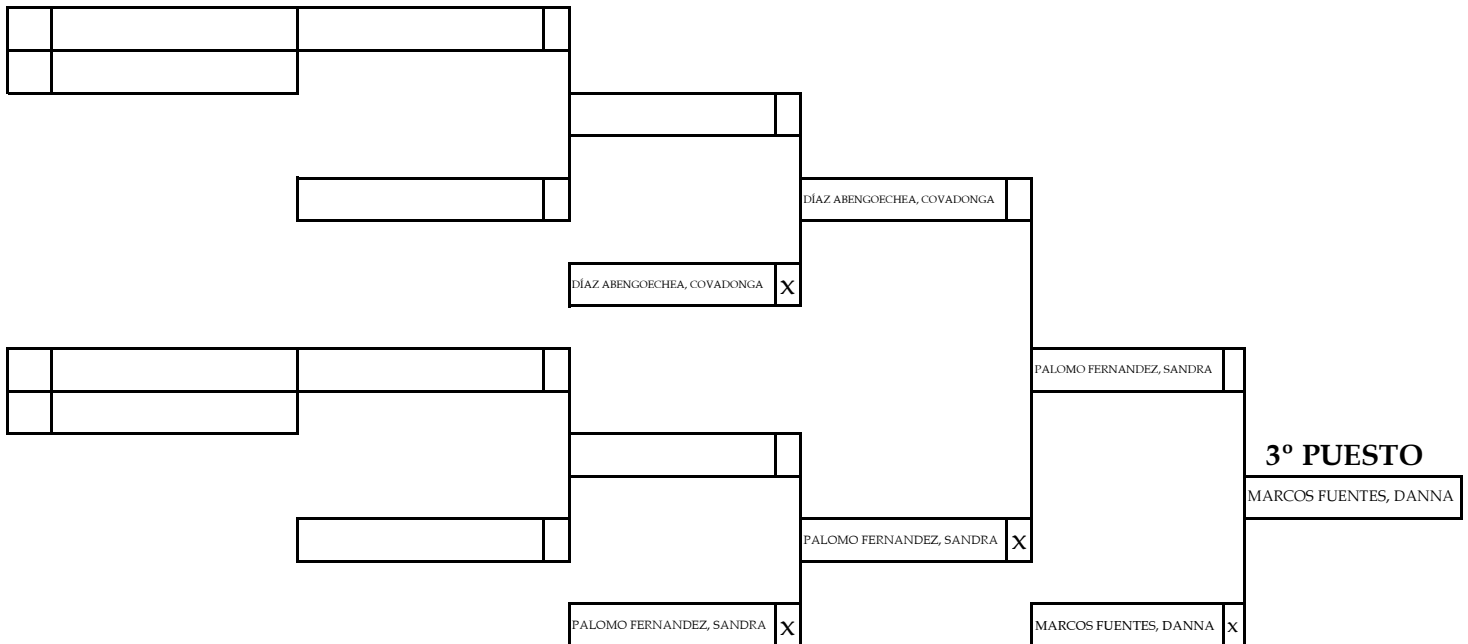 DÍAZ ABENGOECHEA, COVADONGA
DÍAZ ABENGOECHEA, COVADONGA X
PALOMO FERNANDEZ, SANDRA
3º PUESTO
MARCOS FUENTES, DANNA
PALOMO FERNANDEZ, SANDRA X
PALOMO FERNANDEZ, SANDRA X
MARCOS FUENTES, DANNA x